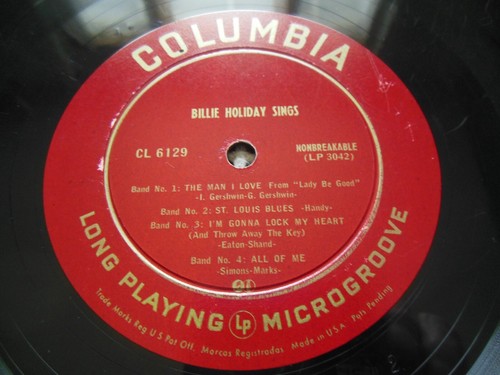 COLUMBIA
BILLIE HOLIDAY SINGS
CL 6129
NONBREAKABLE
(LP 3042)
Band No. 1: THE MAN I LOVE From "Lady Be Good"
-I. Gershwin-G. Gershwin-
Band No. 2: ST. LOUIS BLUES -Handy-
Band No. 3: I'M GONNA LOCK MY HEART
(And Throw Away The Key)
-Eaton-Shand-
Band No. 4: ALL OF ME
-Simons-Marks-
LONG PLAYING Lp MICROGROOVE
Trade Marks Reg U S Pat Off. Marcas Registradas Made in U.S.A. Pats Pending